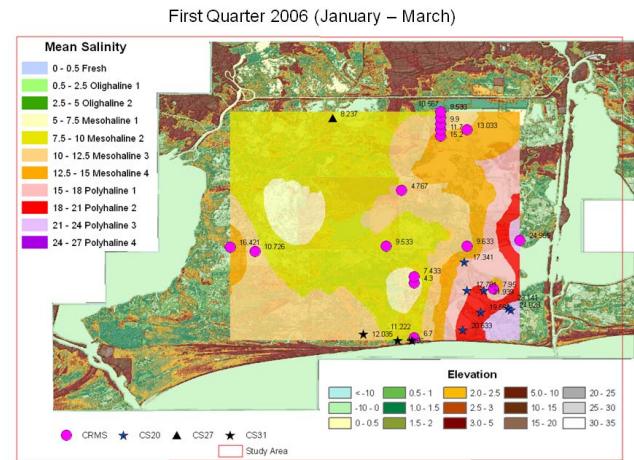 First Quarter 2006 (January – March)
Mean Salinity
0 - 0.5 Fresh
0.5 - 2.5 Olighaline 1
2.5 - 5 Oligohaline 2
5 - 7.5 Mesohaline 1
7.5 - 10 Mesohaline 2
10 - 12.5 Mesohaline 3
12.5 - 15 Mesohaline 4
15 - 18 Polyhaline 1
18 - 21 Polyhaline 2
21 - 24 Polyhaline 3
24 - 27 Polyhaline 4
8.237
10.567
9.9
11.7
15.2
13.033
4.767
16.421
10.726
9.533
9.633
17.341
7.433
4.3
7.95
11.222
12.035
6.7
20.533
Elevation
< -10
-10 - 0
0 - 0.5
0.5 - 1
1.0 - 1.5
1.5 - 2
2.0 - 2.5
2.5 - 3
3.0 - 5
5.0 - 10
10 - 15
15 - 20
20 - 25
25 - 30
30 - 35
CRMS
CS20
CS27
CS31
Study Area